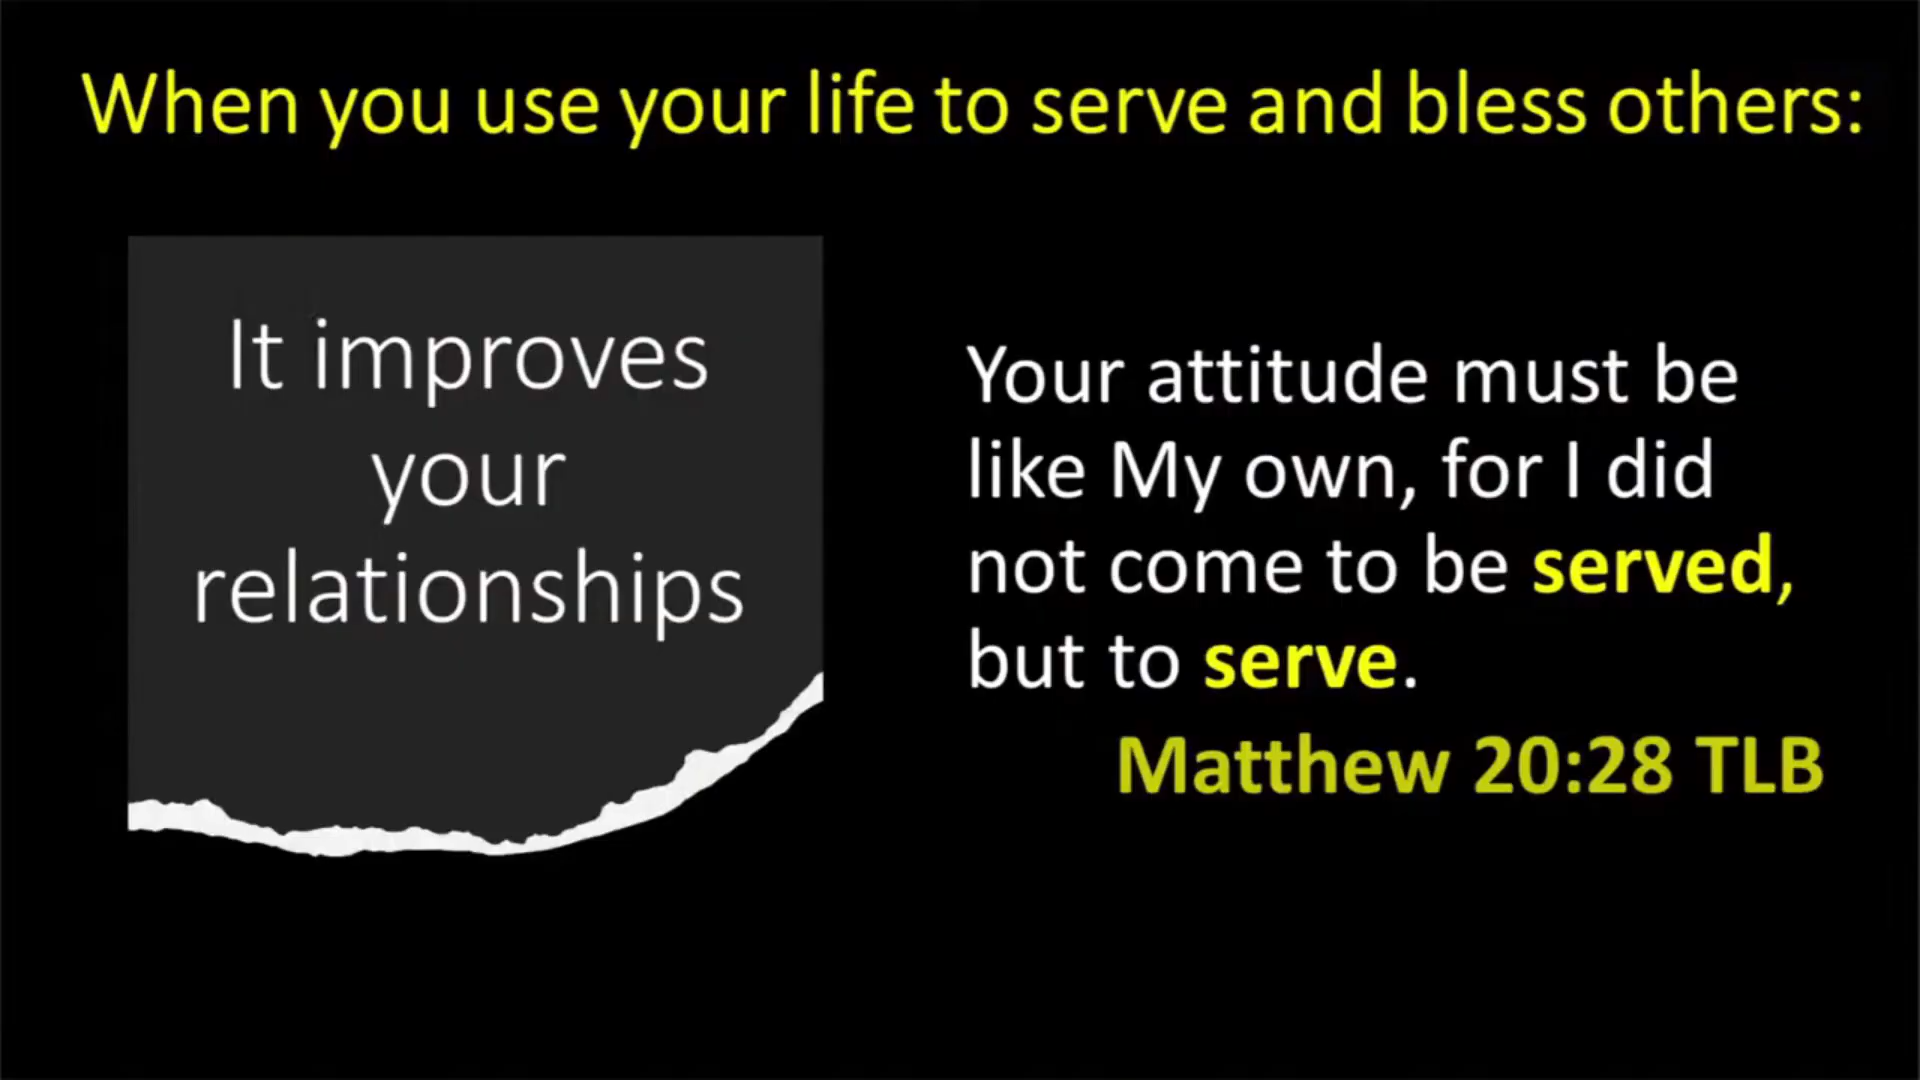 When you use your life to serve and bless others:
It improves
your
relationships
Your attitude must be
like My own, for I did
not come to be served,
but to serve.
Matthew 20:28 TLB